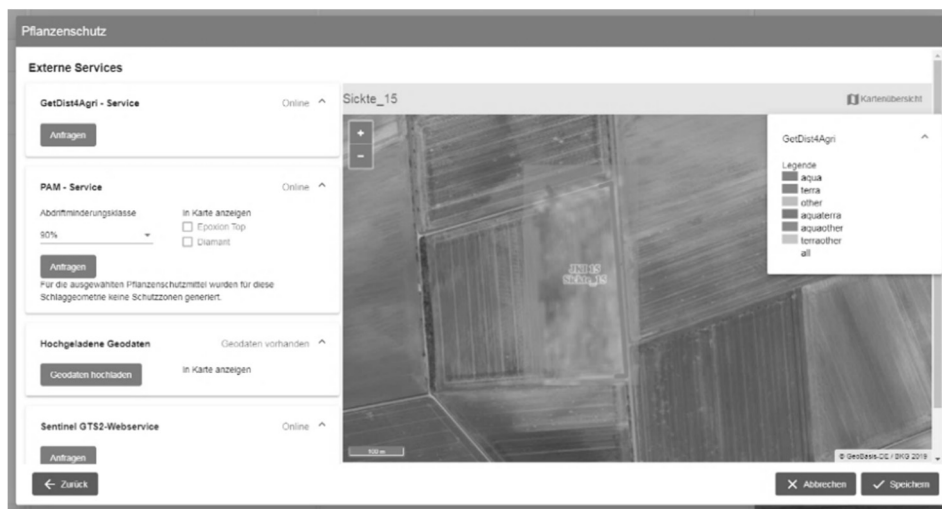 Pflanzenschutz
Externe Services
GetDist4Agri - Service Online
Anfragen
PAM - Service Online
Abdriftminderungsklasse In Karte anzeigen
90% Epoxion Top
Diamant
Anfragen
Für die ausgewählten Pflanzenschutzmittel wurden für diese
Schlaggeometrie keine Schutzzonen generiert.
Hochgeladene Geodaten Geodaten vorhanden
Geodaten hochladen In Karte anzeigen
Sentinel GTS2-Webservice Online
Anfragen
Sickte_15 Kartenübersicht
+
−
GetDist4Agri
Legende
aqua
terra
other
aquaterra
aquaother
terraother
all
Sickte_15
100 m
© GeoBasis-DE / BKG 2019
Zurück Abbrechen Speichern